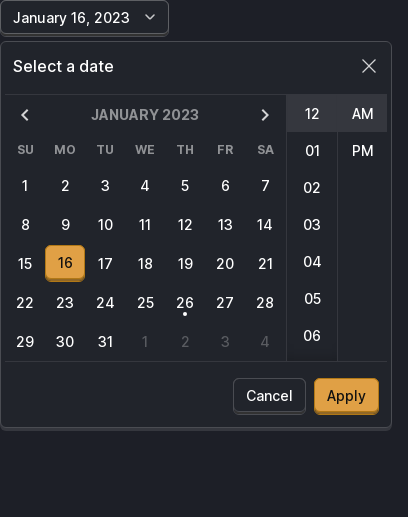 January 16, 2023
Select a date
JANUARY 2023
SU MO TU WE TH FR SA
1 2 3 4 5 6 7
8 9 10 11 12 13 14
15 16 17 18 19 20 21
22 23 24 25 26 27 28
29 30 31 1 2 3 4
12 AM
01 PM
02
03
04
05
06
Cancel Apply